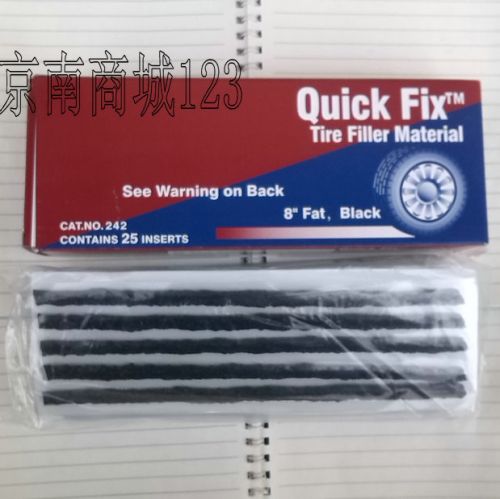 京南商城123
Quick Fix™
Tire Filler Material
See Warning on Back
8" Fat, Black
CAT.NO.242
CONTAINS 25 INSERTS